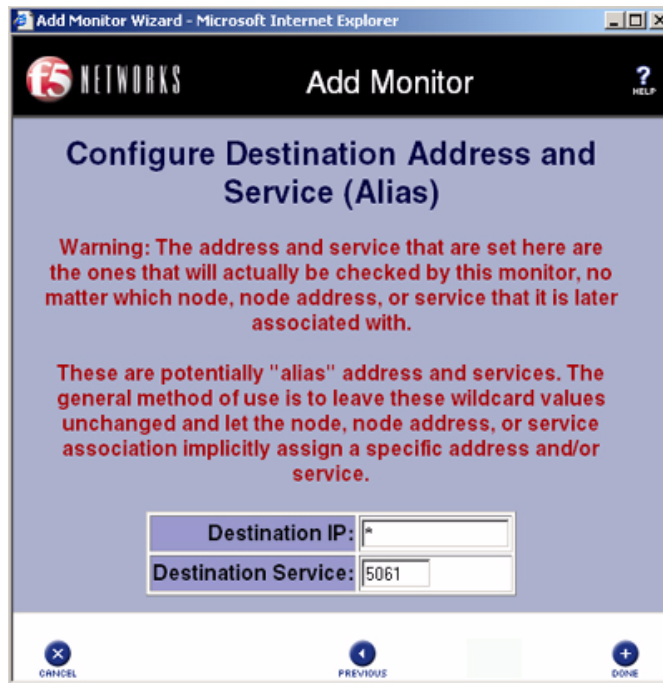 Add Monitor Wizard - Microsoft Internet Explorer
f5 NETWORKS
Add Monitor
?
HELP
Configure Destination Address and
Service (Alias)
Warning: The address and service that are set here are
the ones that will actually be checked by this monitor, no
matter which node, node address, or service that it is later
associated with.
These are potentially "alias" address and services. The
general method of use is to leave these wildcard values
unchanged and let the node, node address, or service
association implicitly assign a specific address and/or
service.
Destination IP: *
Destination Service: 5061
CANCEL
PREVIOUS
DONE